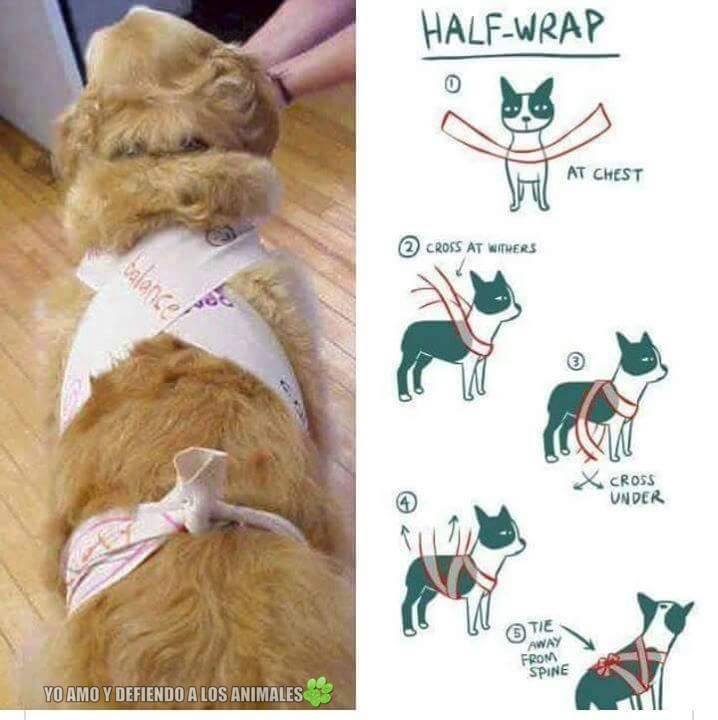 balance
YO AMO Y DEFIENDO A LOS ANIMALES
HALF-WRAP
1
AT CHEST
2 CROSS AT WITHERS
3
CROSS
UNDER
4
5 TIE
AWAY
FROM
SPINE